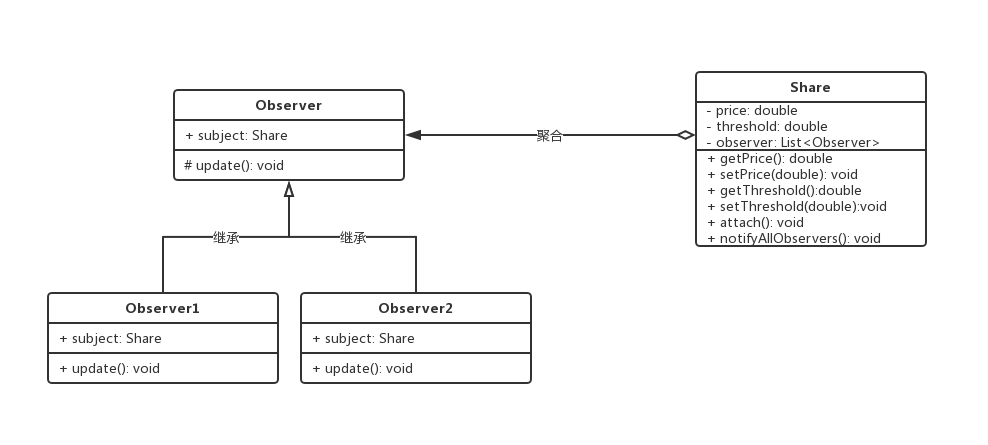 Observer
+ subject: Share
# update(): void
聚合
Share
- price: double
- threshold: double
- observer: List<Observer>
+ getPrice(): double
+ setPrice(double): void
+ getThreshold():double
+ setThreshold(double):void
+ attach(): void
+ notifyAllObservers(): void
继承
继承
Observer1
+ subject: Share
+ update(): void
Observer2
+ subject: Share
+ update(): void